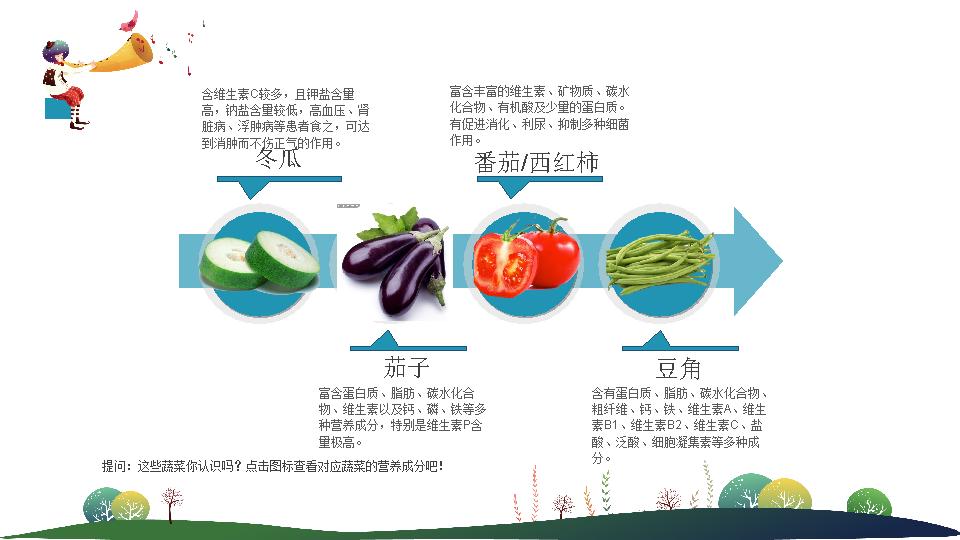 含维生素C较多，且钾盐含量
高，钠盐含量较低，高血压、肾
脏病、浮肿病等患者食之，可达
到消肿而不伤正气的作用。
冬瓜
富含丰富的维生素、矿物质、碳水
化合物、有机酸及少量的蛋白质。
有促进消化、利尿、抑制多种细菌
作用。
番茄/西红柿
茄子
富含蛋白质、脂肪、碳水化合
物、维生素以及钙、磷、铁等多
种营养成分，特别是维生素P含
量极高。
豆角
含有蛋白质、脂肪、碳水化合物、
粗纤维、钙、铁、维生素A、维生
素B1、维生素B2、维生素C、盐
酸、泛酸、细胞凝集素等多种成
分。
提问：这些蔬菜你认识吗？点击图标查看对应蔬菜的营养成分吧！